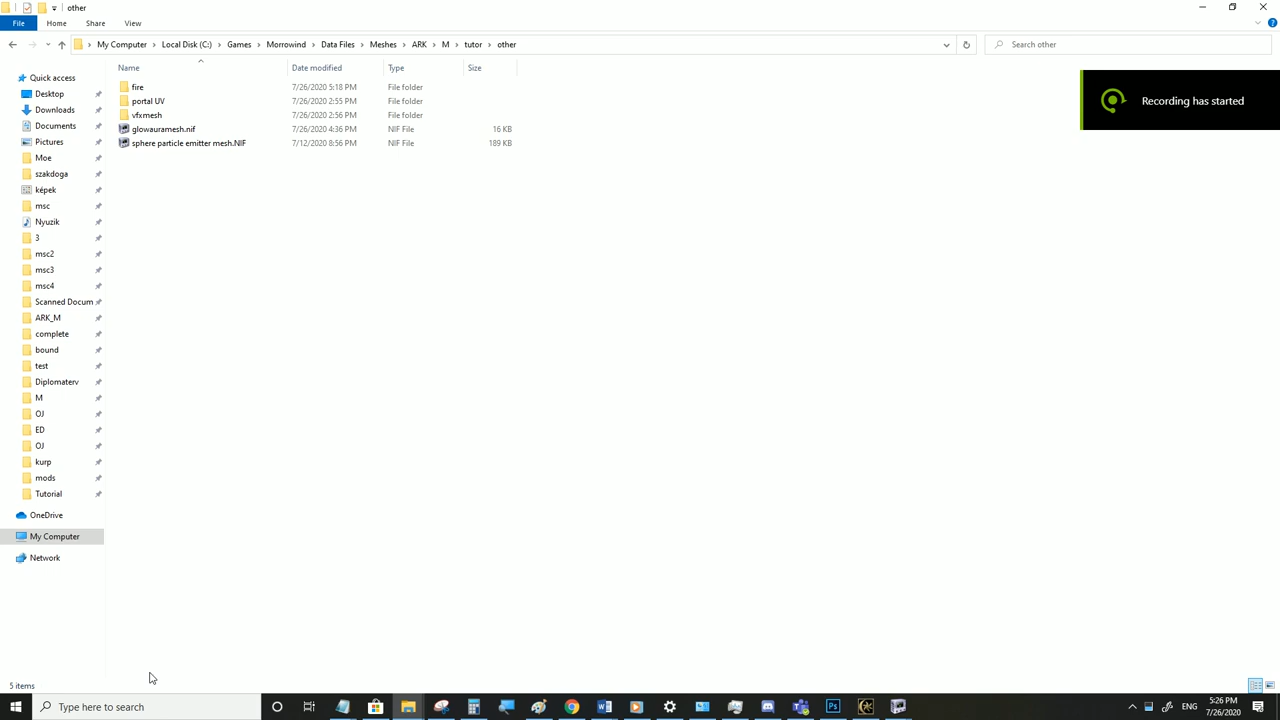 other
File Home Share View
My Computer Local Disk (C:) Games Morrowind Data Files Meshes ARK M tutor other
Search other
Name Date modified Type Size
fire 7/26/2020 5:18 PM File folder
portal UV 7/26/2020 2:55 PM File folder
vfxmesh 7/26/2020 2:56 PM File folder
glowauramesh.nif 7/26/2020 4:36 PM NIF File 16 KB
sphere particle emitter mesh.NIF 7/12/2020 8:56 PM NIF File 189 KB
Recording has started
Quick access
Desktop
Downloads
Documents
Pictures
Moe
szakdoga
képek
msc
Nyuzik
3
msc2
msc3
msc4
Scanned Docum
ARK_M
complete
bound
test
Diplomaterv
M
OJ
ED
OJ
kurp
mods
Tutorial
OneDrive
My Computer
Network
5 items
Type here to search
ENG
5:26 PM
7/26/2020